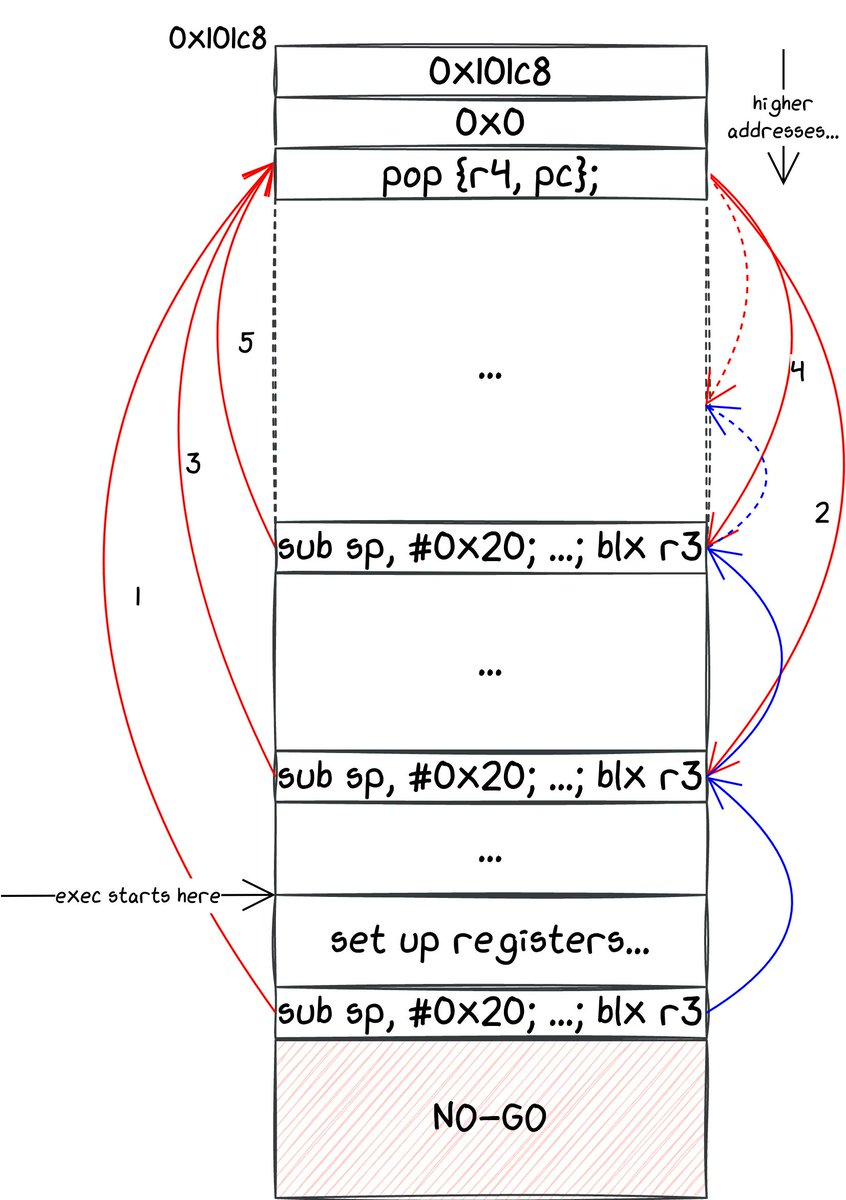 0x101c8
0x101c8
0x0
higher
addresses...
pop {r4, pc};
5
...
4
3
2
sub sp, #0x20; ...; blx r3
1
...
sub sp, #0x20; ...; blx r3
...
exec starts here
set up registers...
sub sp, #0x20; ...; blx r3
NO-GO